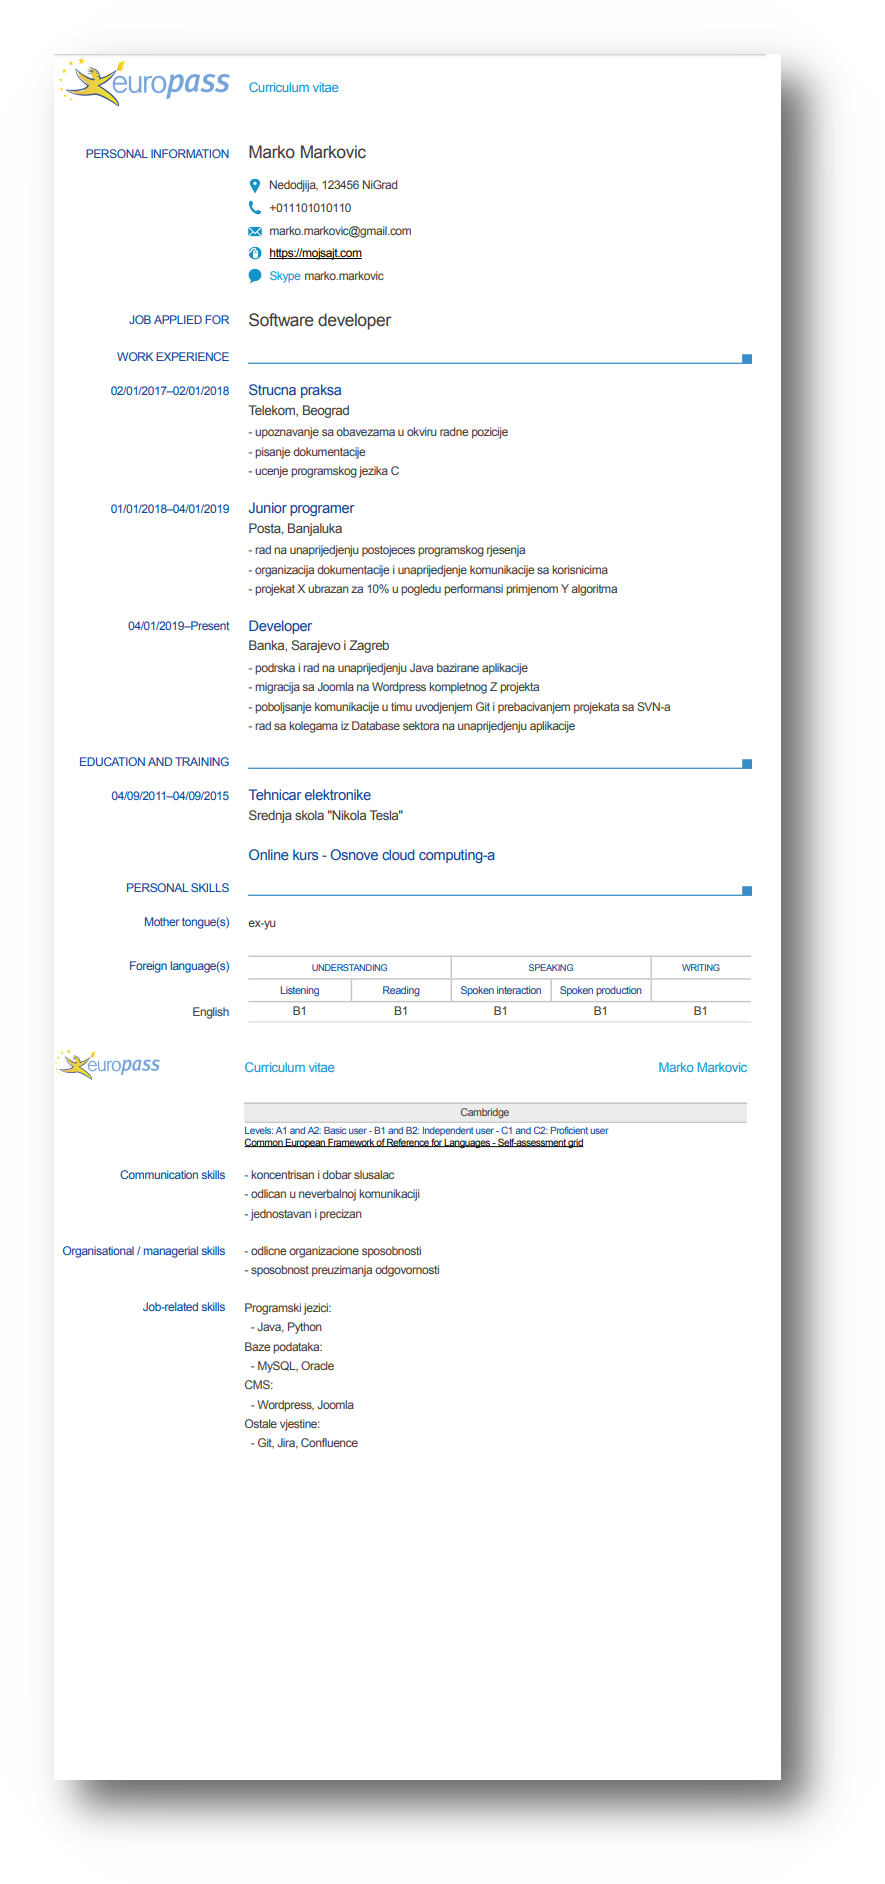 europass
Curriculum vitae
PERSONAL INFORMATION
Marko Markovic
Nedodjija, 123456 NiGrad
+011101010110
marko.markovic@gmail.com
https://mojsajt.com
Skype marko.markovic
JOB APPLIED FOR
Software developer
WORK EXPERIENCE
02/01/2017–02/01/2018
Strucna praksa
Telekom, Beograd
- upoznavanje sa obavezama u okviru radne pozicije
- pisanje dokumentacije
- ucenje programskog jezika C
01/01/2018–04/01/2019
Junior programer
Posta, Banjaluka
- rad na unaprijedjenju postojeces programskog rjesenja
- organizacija dokumentacije i unaprijedjenje komunikacije sa korisnicima
- projekat X ubrazan za 10% u pogledu performansi primjenom Y algoritma
04/01/2019–Present
Developer
Banka, Sarajevo i Zagreb
- podrska i rad na unaprijedjenju Java bazirane aplikacije
- migracija sa Joomla na Wordpress kompletnog Z projekta
- poboljsanje komunikacije u timu uvodjenjem Git i prebacivanjem projekata sa SVN-a
- rad sa kolegama iz Database sektora na unaprijedjenju aplikacije
EDUCATION AND TRAINING
04/09/2011–04/09/2015
Tehnicar elektronike
Srednja skola "Nikola Tesla"
Online kurs - Osnove cloud computing-a
PERSONAL SKILLS
Mother tongue(s)
ex-yu
Foreign language(s)
UNDERSTANDING SPEAKING WRITING
Listening Reading Spoken interaction Spoken production
English B1 B1 B1 B1 B1
europass
Curriculum vitae
Marko Markovic
Cambridge
Levels: A1 and A2: Basic user - B1 and B2: Independent user - C1 and C2: Proficient user
Common European Framework of Reference for Languages - Self-assessment grid
Communication skills
- koncentrisan i dobar slusalac
- odlican u neverbalnoj komunikaciji
- jednostavan i precizan
Organisational / managerial skills
- odlicne organizacione sposobnosti
- sposobnost preuzimanja odgovornosti
Job-related skills
Programski jezici:
- Java, Python
Baze podataka:
- MySQL, Oracle
CMS:
- Wordpress, Joomla
Ostale vjestine:
- Git, Jira, Confluence